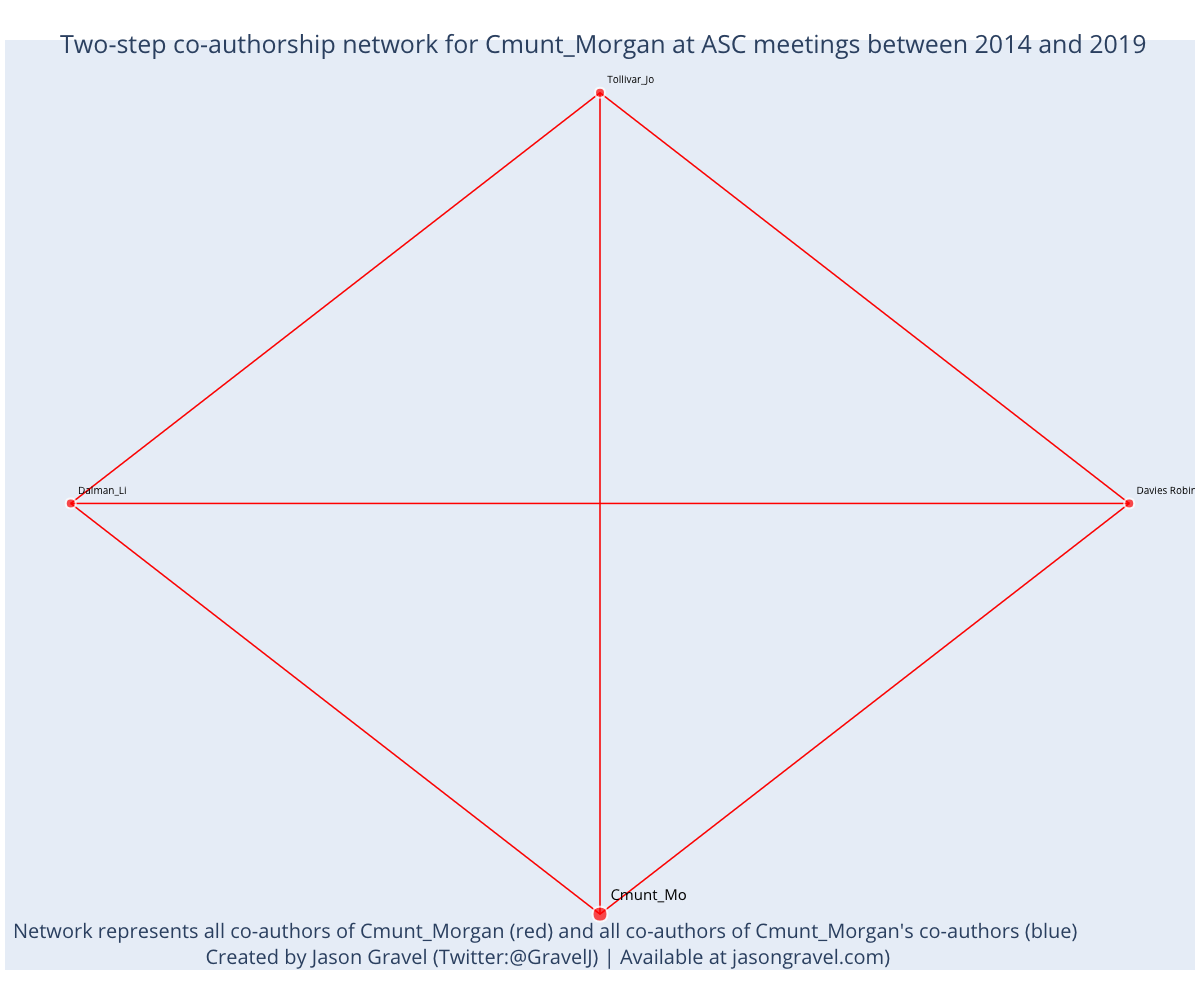 Two-step co-authorship network for Cmunt_Morgan at ASC meetings between 2014 and 2019
Tollivar_Jo
Dalman_Li
Davies Robin
Cmunt_Mo
Network represents all co-authors of Cmunt_Morgan (red) and all co-authors of Cmunt_Morgan's co-authors (blue)
Created by Jason Gravel (Twitter:@GravelJ) | Available at jasongravel.com)